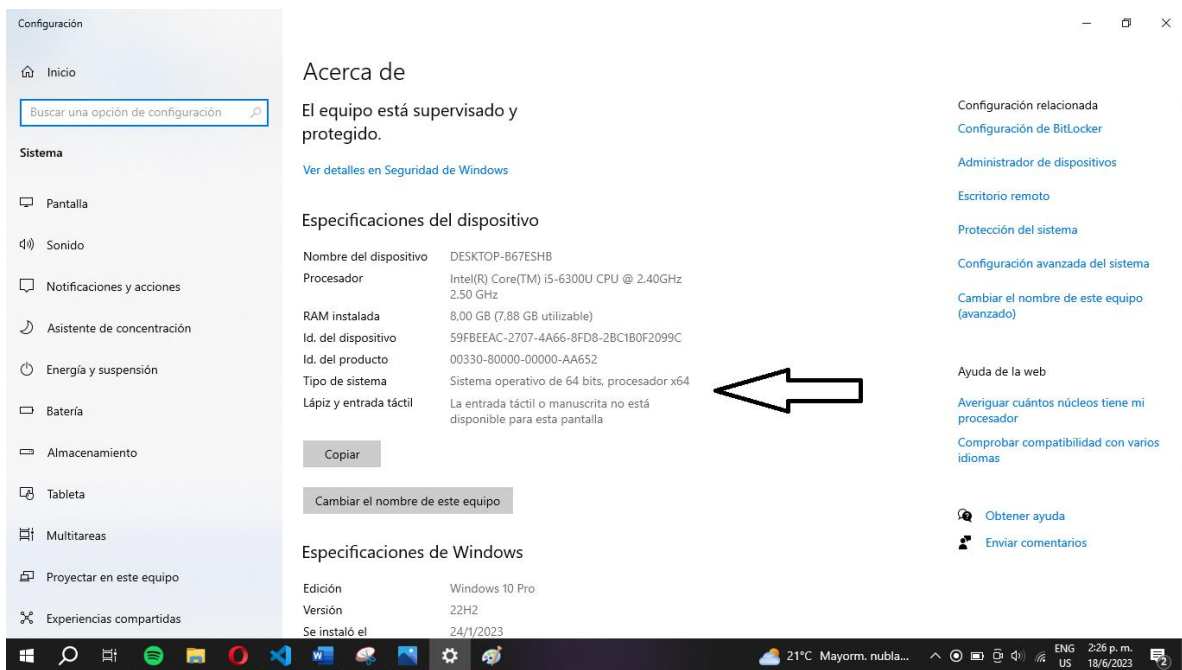 Configuración
Inicio
Buscar una opción de configuración
Sistema
Pantalla
Sonido
Notificaciones y acciones
Asistente de concentración
Energía y suspensión
Batería
Almacenamiento
Tableta
Multitareas
Proyectar en este equipo
Experiencias compartidas
Acerca de
El equipo está supervisado y
protegido.
Ver detalles en Seguridad de Windows
Especificaciones del dispositivo
Nombre del dispositivo DESKTOP-B67ESHB
Procesador Intel(R) Core(TM) i5-6300U CPU @ 2.40GHz
2.50 GHz
RAM instalada 8,00 GB (7,88 GB utilizable)
Id. del dispositivo 59FBEEAC-2707-4A66-8FD8-2BC1B0F2099C
Id. del producto 00330-80000-00000-AA652
Tipo de sistema Sistema operativo de 64 bits, procesador x64
Lápiz y entrada táctil La entrada táctil o manuscrita no está
disponible para esta pantalla
Copiar
Cambiar el nombre de este equipo
Especificaciones de Windows
Edición Windows 10 Pro
Versión 22H2
Se instaló el 24/1/2023
Configuración relacionada
Configuración de BitLocker
Administrador de dispositivos
Escritorio remoto
Protección del sistema
Configuración avanzada del sistema
Cambiar el nombre de este equipo
(avanzado)
Ayuda de la web
Averiguar cuántos núcleos tiene mi
procesador
Comprobar compatibilidad con varios
idiomas
Obtener ayuda
Enviar comentarios
21°C Mayorm. nubla...
ENG
US
2:26 p. m.
18/6/2023
2